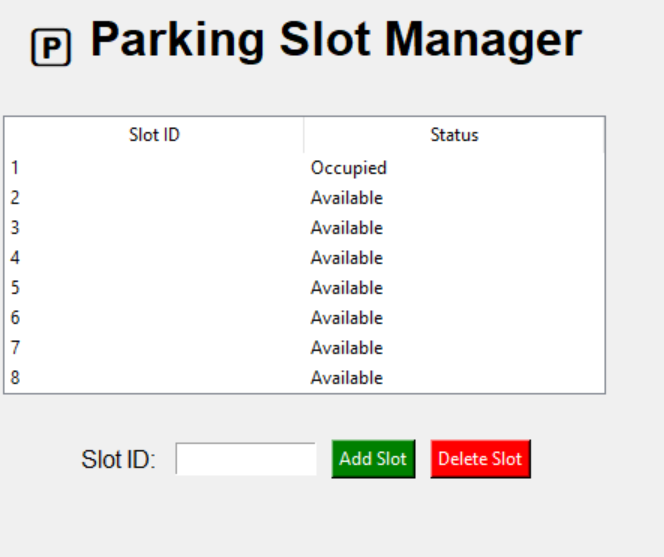 P Parking Slot Manager
Slot ID Status
1 Occupied
2 Available
3 Available
4 Available
5 Available
6 Available
7 Available
8 Available
Slot ID: Add Slot Delete Slot